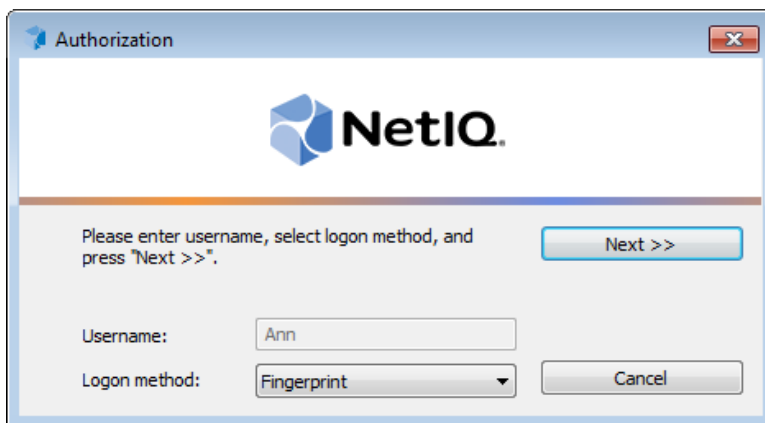 Authorization
NetIQ.
Please enter username, select logon method, and
press "Next >>".
Next >>
Username:
Ann
Logon method:
Fingerprint
Cancel